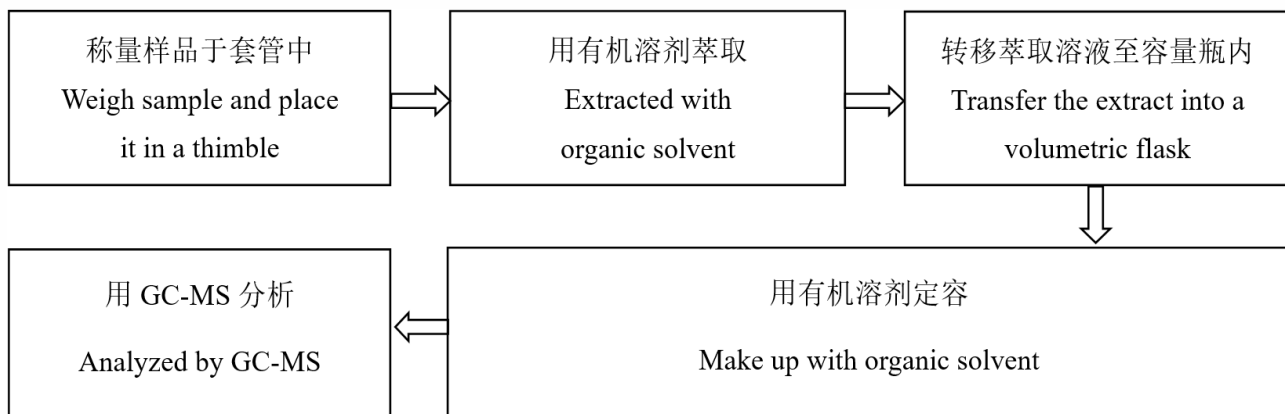 称量样品于套管中
Weigh sample and place
it in a thimble
用有机溶剂萃取
Extracted with
organic solvent
转移萃取溶液至容量瓶内
Transfer the extract into a
volumetric flask
用有机溶剂定容
Make up with organic solvent
用 GC-MS 分析
Analyzed by GC-MS